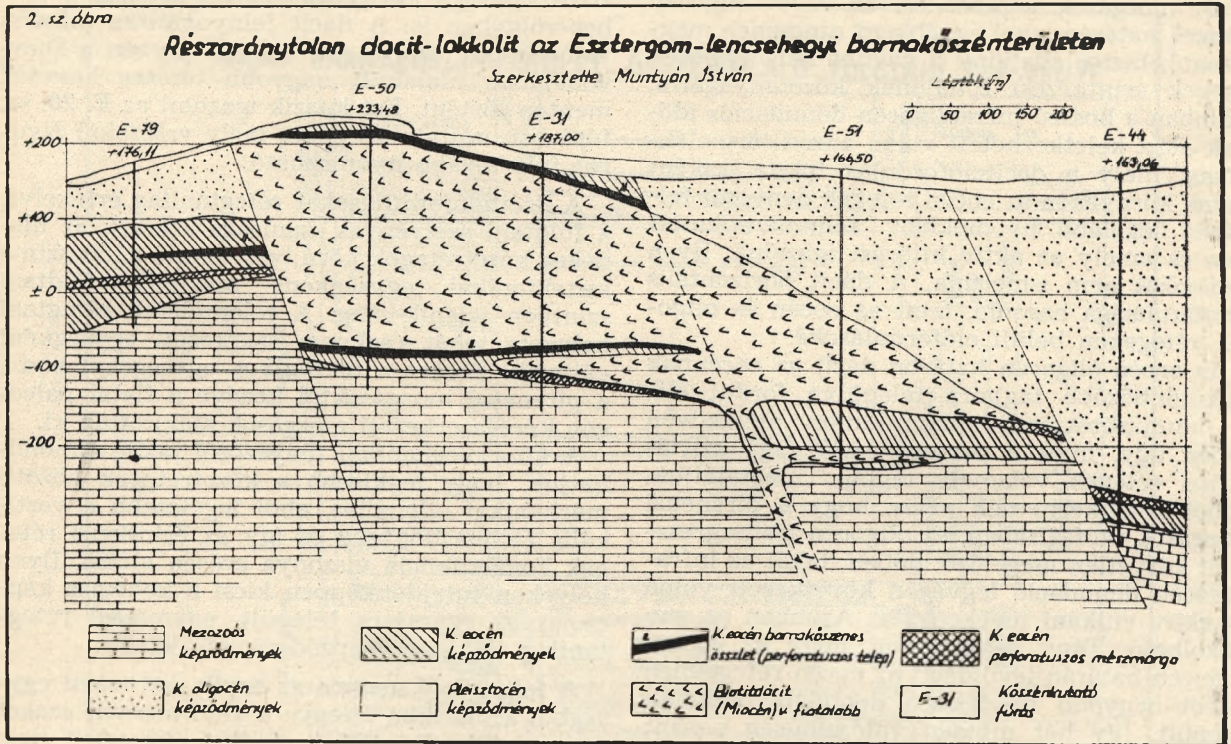 2. sz. ábra
Részaránytalan dacit-lakkolit az Esztergom-lencsehegyi barnakőszénterületen
Szerkesztette Muntyán István
0 50 100 150 200
E-79
+176,11
E-50
+233,48
E-31
+187,00
E-51
+166,50
E-44
+163,06
+200
+100
± 0
-100
-200
Mezozóos képződmények
K. eocén képződmények
K. eocén barnakőszenes összlet (perforatuszos telep)
K. eocén perforatuszos mészmárga
K. oligocén képződmények
Pleisztocén képződmények
Biotitdácit (Miocén) v. fiatalabb
E-31
Kőszénkutató fúrás